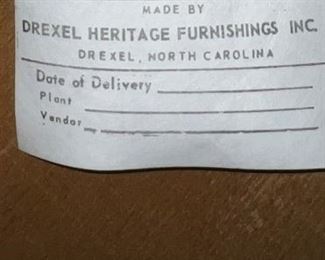 MADE BY
DREXEL HERITAGE FURNISHINGS INC.
DREXEL, NORTH CAROLINA
Date of Delivery
Plant
Vendor